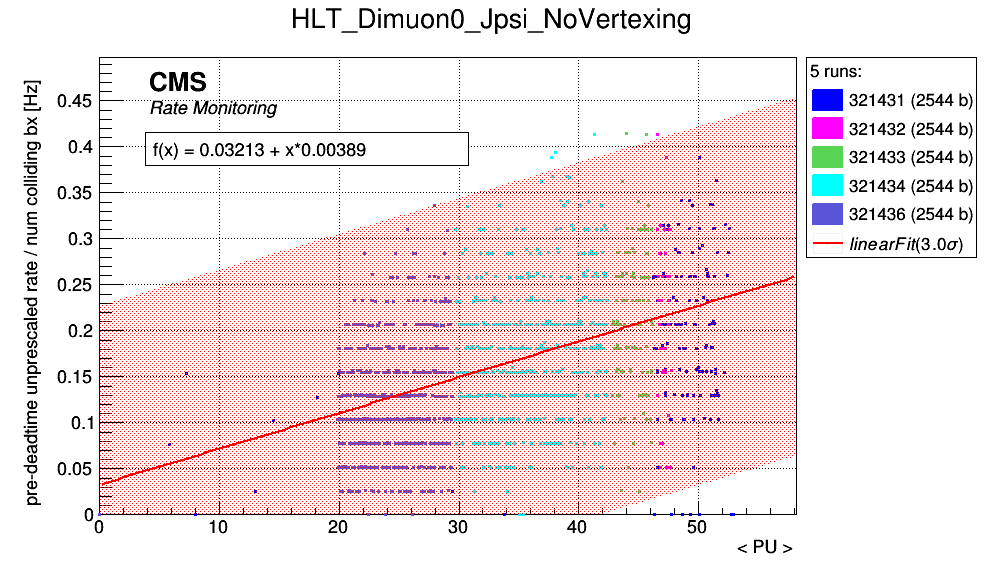 HLT_Dimuon0_Jpsi_NoVertexing
pre-deadtime unprescaled rate / num colliding bx [Hz]
CMS
Rate Monitoring
f(x) = 0.03213 + x*0.00389
0.45
0.4
0.35
0.3
0.25
0.2
0.15
0.1
0.05
0
0 10 20 30 40 50
< PU >
5 runs:
321431 (2544 b)
321432 (2544 b)
321433 (2544 b)
321434 (2544 b)
321436 (2544 b)
linearFit(3.0σ)